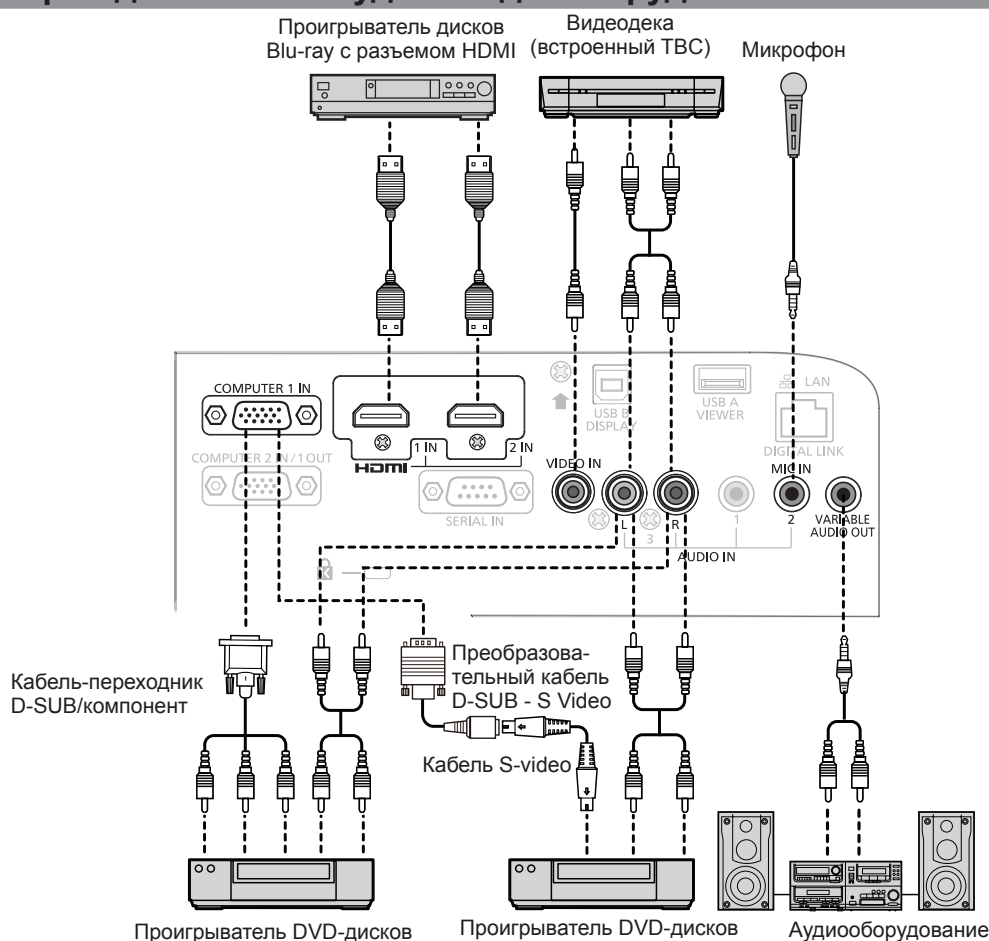 Проигрыватель дисков
Blu-ray с разъемом HDMI
Видеодека
(встроенный TBC)
Микрофон
COMPUTER 1 IN
COMPUTER 2 IN / 1 OUT
HDMI
1 IN
2 IN
SERIAL IN
USB B
DISPLAY
USB A
VIEWER
LAN
DIGITAL LINK
VIDEO IN
MIC IN
L
R
3
1
2
AUDIO IN
VARIABLE
AUDIO OUT
K
Кабель-переходник
D-SUB/компонент
Преобразова-
тельный кабель
D-SUB - S Video
Кабель S-video
Проигрыватель DVD-дисков
Проигрыватель DVD-дисков
Аудиооборудование